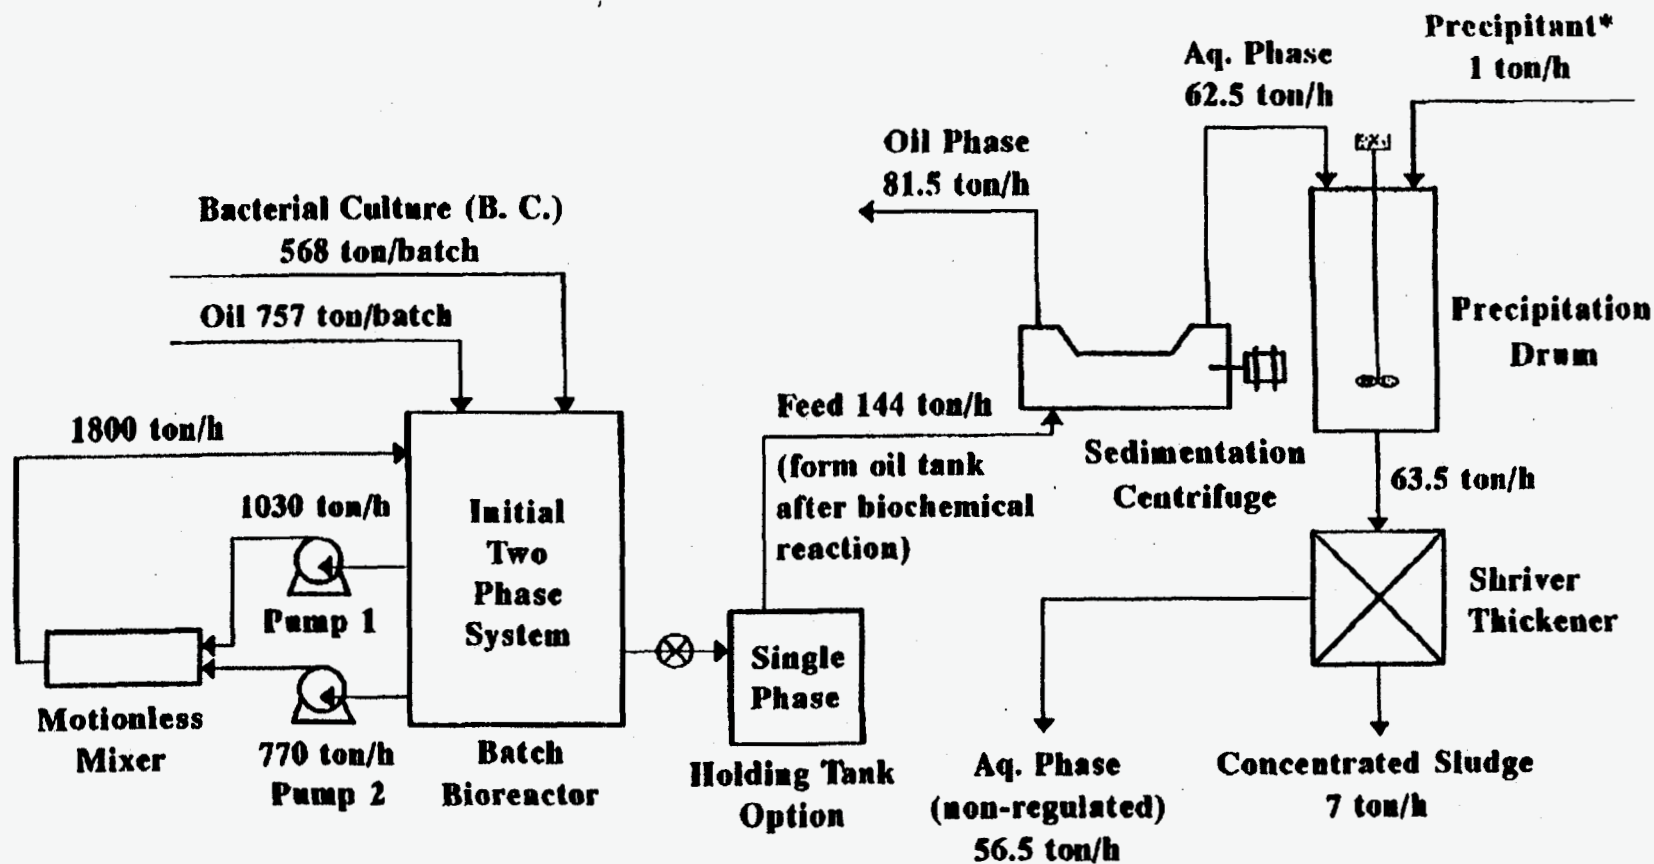 Precipitant*
1 ton/h
Aq. Phase
62.5 ton/h
Oil Phase
81.5 ton/h
Bacterial Culture (B. C.)
568 ton/batch
Oil 757 ton/batch
Precipitation
Drum
1800 ton/h
Feed 144 ton/h
(form oil tank
after biochemical
reaction)
Sedimentation
Centrifuge
63.5 ton/h
1030 ton/h
Pump 1
Initial
Two
Phase
System
Shriver
Thickener
Single
Phase
Motionless
Mixer
770 ton/h
Pump 2
Batch
Bioreactor
Holding Tank
Option
Aq. Phase
(non-regulated)
56.5 ton/h
Concentrated Sludge
7 ton/h